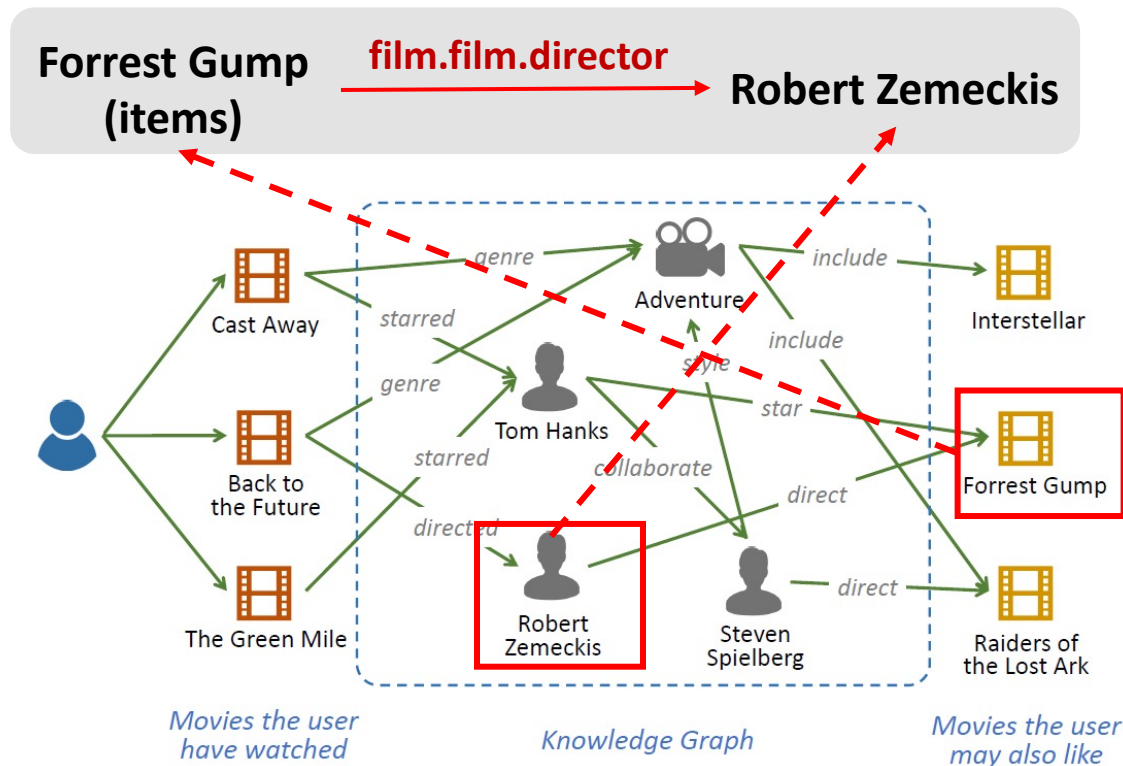 Forrest Gump
(items)
film.film.director
Robert Zemeckis
genre
include
Adventure
Cast Away
Interstellar
starred
include
genre
style
star
Tom Hanks
starred
collaborate
Back to
the Future
direct
Forrest Gump
directed
direct
The Green Mile
Robert
Zemeckis
Steven
Spielberg
Raiders of
the Lost Ark
Movies the user
have watched
Knowledge Graph
Movies the user
may also like